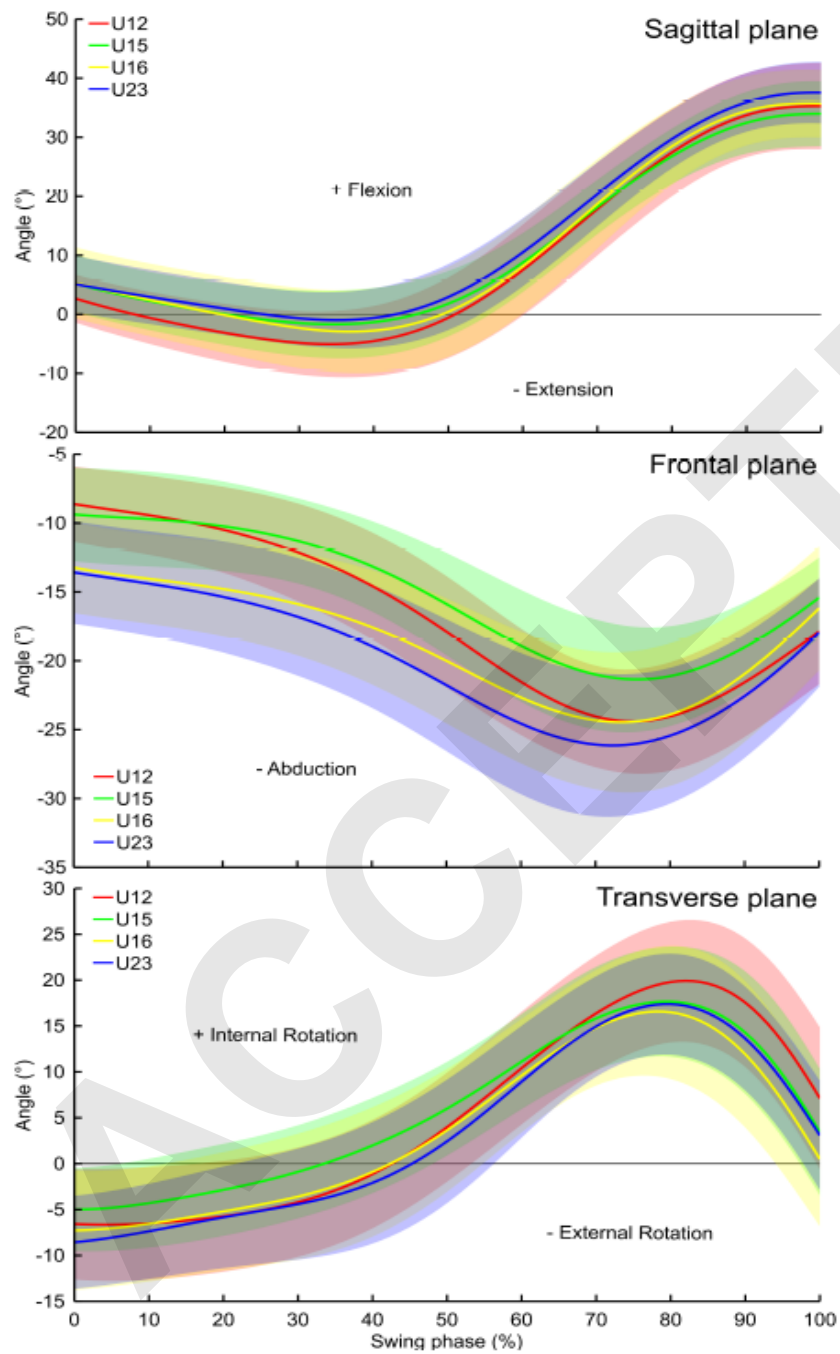 Sagittal plane
U12
U15
U16
U23
50
40
30
20
10
0
-10
-20
Angle (°)
+ Flexion
- Extension
Frontal plane
-5
-10
-15
-20
-25
-30
-35
Angle (°)
- Abduction
U12
U15
U16
U23
Transverse plane
U12
U15
U16
U23
30
25
20
15
10
5
0
-5
-10
-15
Angle (°)
+ Internal Rotation
- External Rotation
0 10 20 30 40 50 60 70 80 90 100
Swing phase (%)
ACCEPT